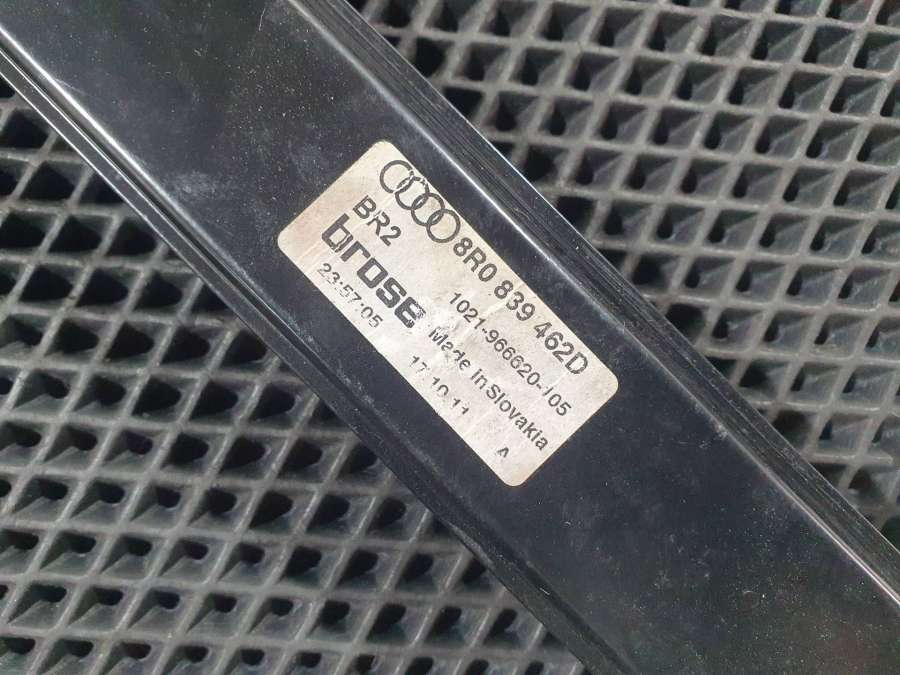 8R0 839 462D
BR2
1021-966620-105
brose
Made In Slovakia
23:57:05
17.10.11
A